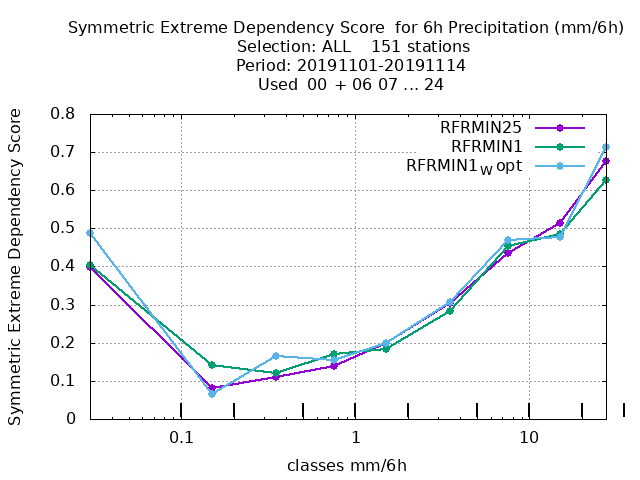 Symmetric Extreme Dependency Score  for 6h Precipitation (mm/6h)
Selection: ALL    151 stations
Period: 20191101-20191114
Used  00  + 06 07 ... 24
Symmetric Extreme Dependency Score
0.8
0.7
0.6
0.5
0.4
0.3
0.2
0.1
0
RFRMIN25
RFRMIN1
RFRMIN1W opt
0.1
1
10
classes mm/6h